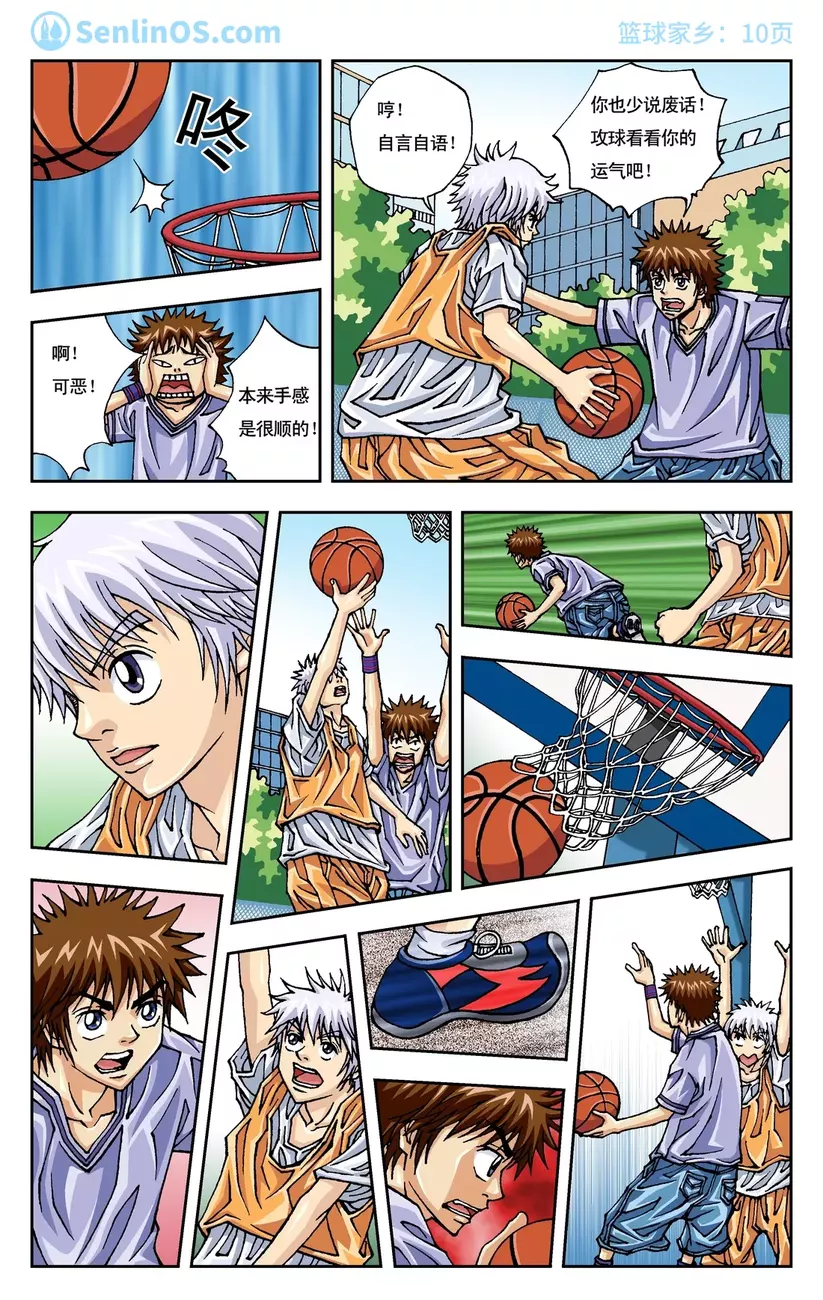 SenlinOS.com
篮球家乡：10页
咚
啊！
可恶！
本来手感
是很顺的！
哼！
自言自语！
你也少说废话！
攻球看看你的
运气吧！